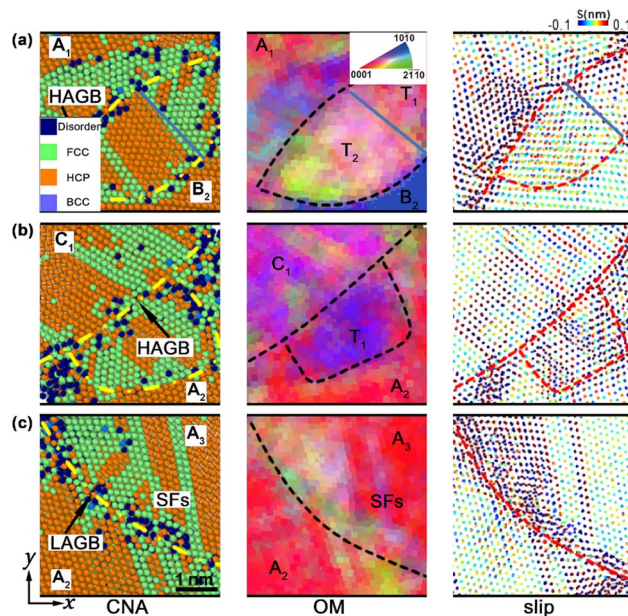 S(nm)
-0.1 0.1
(a) A1
HAGB
Disorder
FCC
HCP
BCC
B2
A1
1010
0001 2110
T1
T2
B2
(b) C1
HAGB
A2
C1
T1
A2
(c) A3
SFs
LAGB
A2
1 nm
A3
SFs
A2
y
x
CNA OM slip